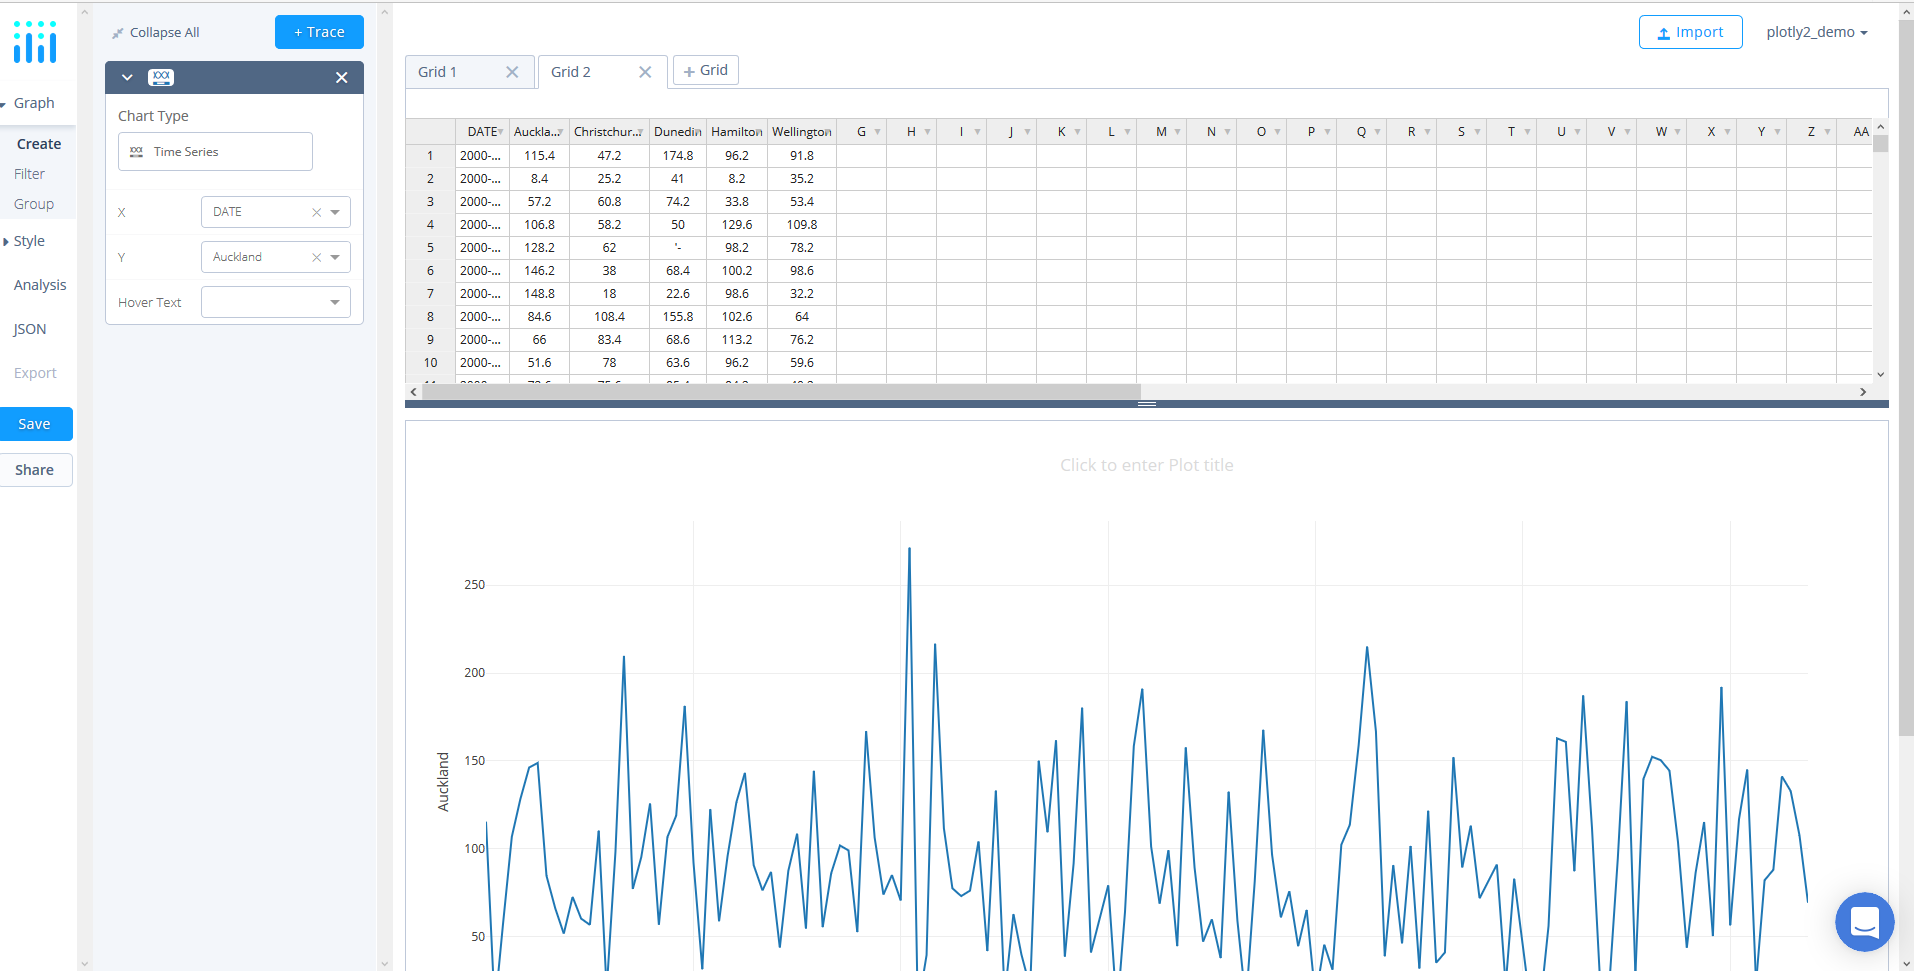 Collapse All
+ Trace
Import
plotly2_demo
Grid 1
Grid 2
+ Grid
Graph
Create
Filter
Group
Style
Analysis
JSON
Export
Save
Share
Chart Type
Time Series
X DATE
Y Auckland
Hover Text
DATE Auckla... Christchur... Dunedin Hamilton Wellington G H I J K L M N O P Q R S T U V W X Y Z AA
1 2000-... 115.4 47.2 174.8 96.2 91.8
2 2000-... 8.4 25.2 41 8.2 35.2
3 2000-... 57.2 60.8 74.2 33.8 53.4
4 2000-... 106.8 58.2 50 129.6 109.8
5 2000-... 128.2 62 '- 98.2 78.2
6 2000-... 146.2 38 68.4 100.2 98.6
7 2000-... 148.8 18 22.6 98.6 32.2
8 2000-... 84.6 108.4 155.8 102.6 64
9 2000-... 66 83.4 68.6 113.2 76.2
10 2000-... 51.6 78 63.6 96.2 59.6
Click to enter Plot title
250
200
150
100
50
Auckland